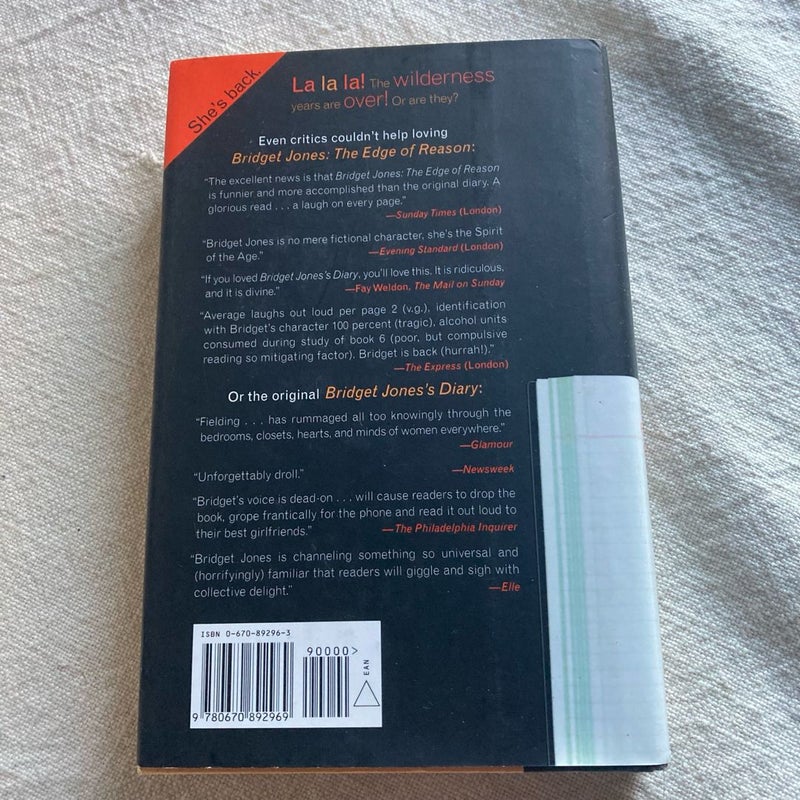 She's back.
La la la! The wilderness
years are over! Or are they?
Even critics couldn't help loving
Bridget Jones: The Edge of Reason:
“The excellent news is that Bridget Jones: The Edge of Reason
is funnier and more accomplished than the original diary. A
glorious read . . . a laugh on every page.”
—Sunday Times (London)
“Bridget Jones is no mere fictional character, she's the Spirit
of the Age.”
—Evening Standard (London)
“If you loved Bridget Jones's Diary, you'll love this. It is ridiculous,
and it is divine.”
—Fay Weldon, The Mail on Sunday
“Average laughs out loud per page 2 (v.g.), identification
with Bridget's character 100 percent (tragic), alcohol units
consumed during study of book 6 (poor, but compulsive
reading so mitigating factor). Bridget is back (hurrah!).”
—The Express (London)
Or the original Bridget Jones's Diary:
“Fielding . . . has rummaged all too knowingly through the
bedrooms, closets, hearts, and minds of women everywhere.”
—Glamour
“Unforgettably droll.”
—Newsweek
“Bridget's voice is dead-on . . . will cause readers to drop the
book, grope frantically for the phone and read it out loud to
their best girlfriends.”
—The Philadelphia Inquirer
“Bridget Jones is channeling something so universal and
(horrifyingly) familiar that readers will giggle and sigh with
collective delight.”
—Elle
ISBN 0-670-89296-3
90000>
EAN
9 780670 892969